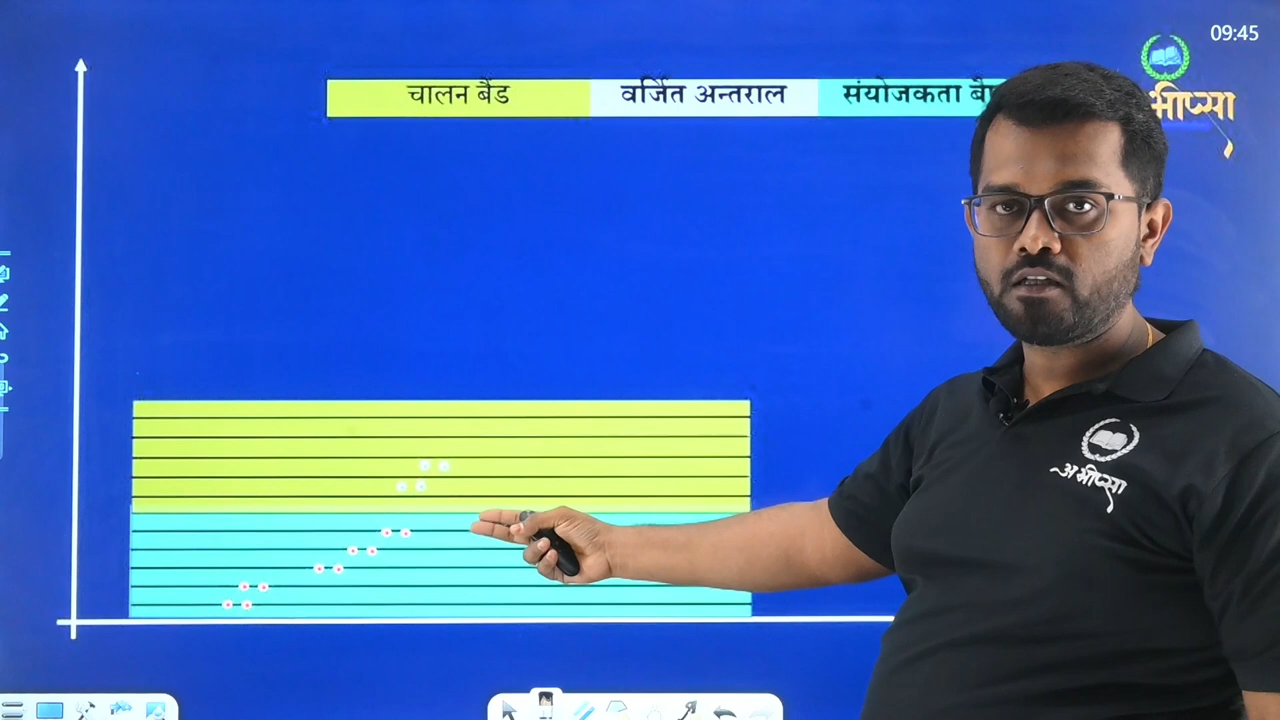 09:45
चालन बैंड
वर्जित अन्तराल
संयोजकता
अभीप्सा